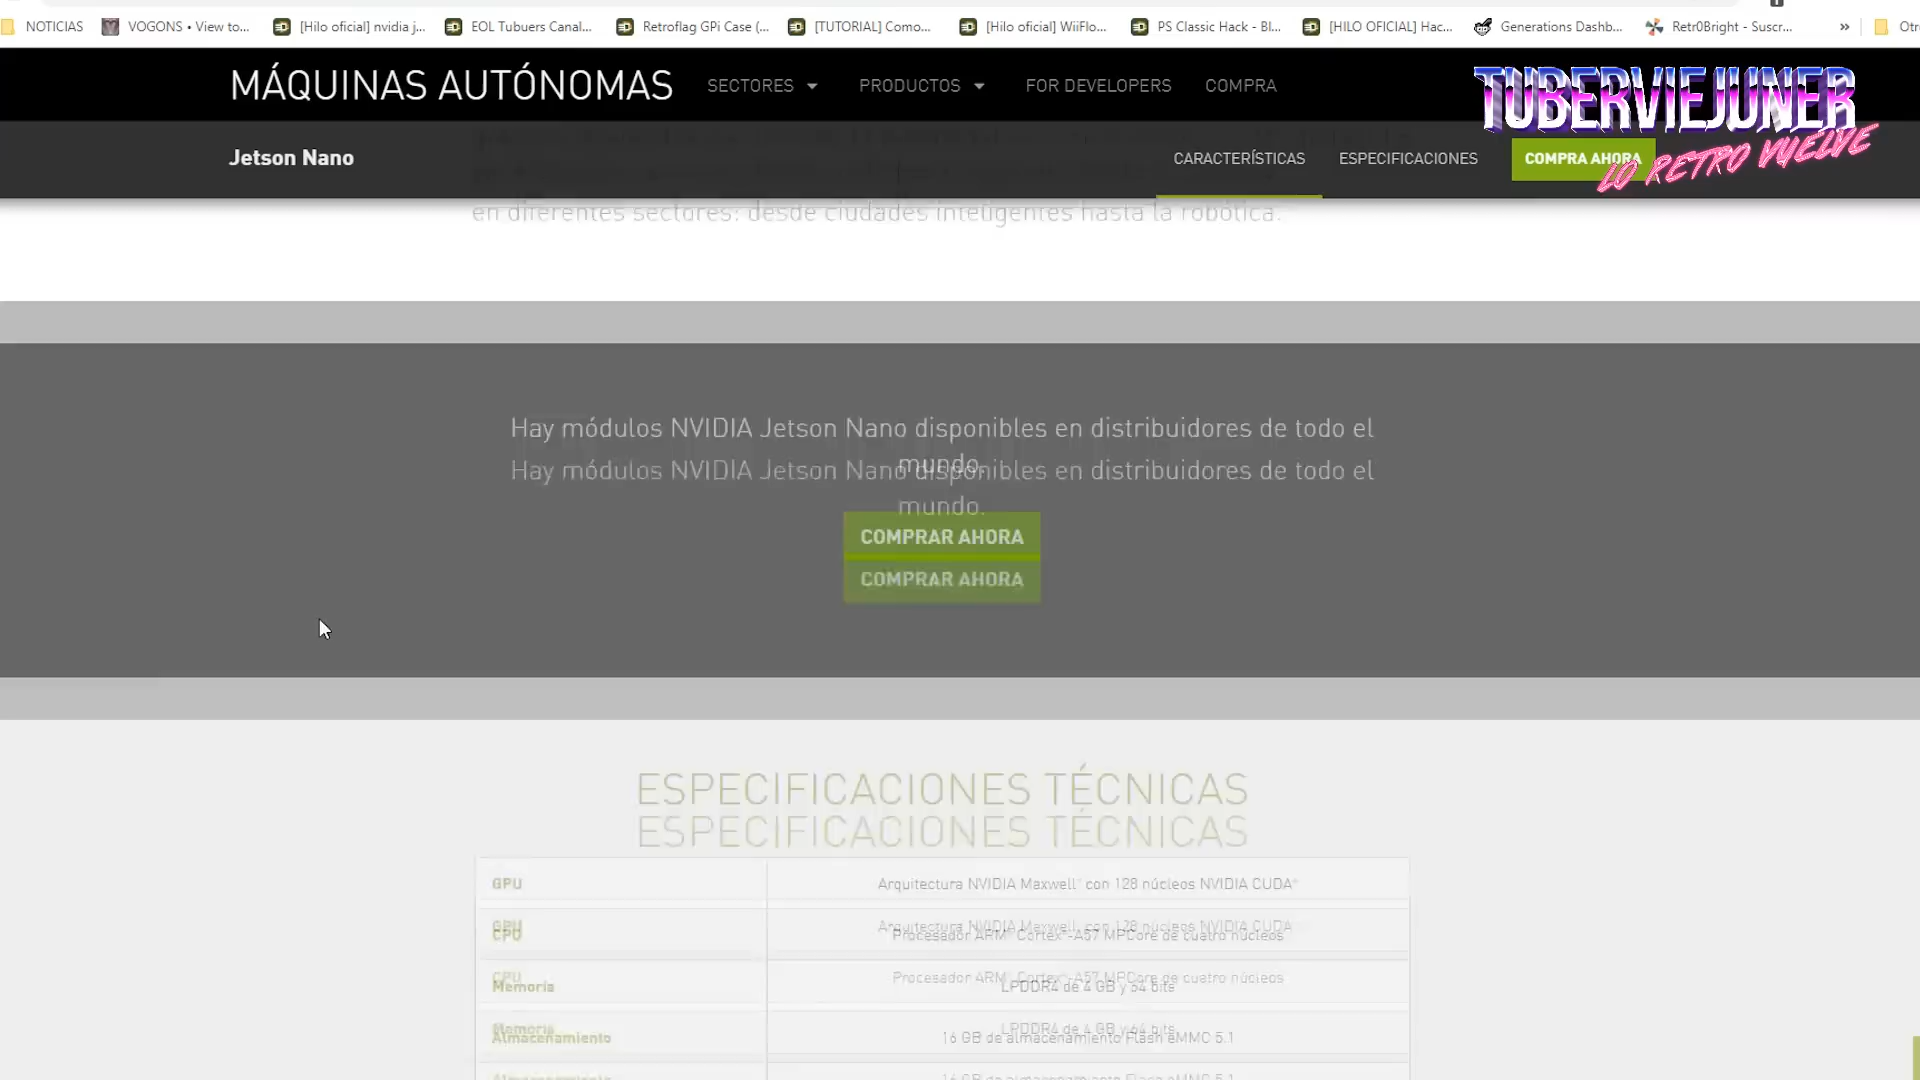 NOTICIAS
VOGONS • View to...
[Hilo oficial] nvidia j...
EOL Tubuers Canal...
Retroflag GPi Case (...
[TUTORIAL] Como...
[Hilo oficial] WiiFlo...
PS Classic Hack - Bl...
[HILO OFICIAL] Hac...
Generations Dashb...
Retr0Bright - Suscr...
»
Otr
MÁQUINAS AUTÓNOMAS
SECTORES
PRODUCTOS
FOR DEVELOPERS
COMPRA
TUBERVIEJUNER
LO RETRO VUELVE
Jetson Nano
CARACTERÍSTICAS
ESPECIFICACIONES
COMPRA AHORA
en diferentes sectores: desde ciudades inteligentes hasta la robótica.
Hay módulos NVIDIA Jetson Nano disponibles en distribuidores de todo el
mundo.
Hay módulos NVIDIA Jetson Nano disponibles en distribuidores de todo el
mundo.
COMPRAR AHORA
COMPRAR AHORA
ESPECIFICACIONES TÉCNICAS
ESPECIFICACIONES TÉCNICAS
GPU
Arquitectura NVIDIA Maxwell™ con 128 núcleos NVIDIA CUDA®
GPU
Arquitectura NVIDIA Maxwell con 128 núcleos NVIDIA CUDA
CPU
Procesador ARM® Cortex®-A57 MPCore de cuatro núcleos
CPU
Procesador ARM® Cortex®-A57 MPCore de cuatro núcleos
Memoria
LPDDR4 de 4 GB y 64 bits
Memoria
LPDDR4 de 4 GB y 64 bits
Almacenamiento
16 GB de almacenamiento Flash eMMC 5.1
Almacenamiento
16 GB de almacenamiento Flash eMMC 5.1